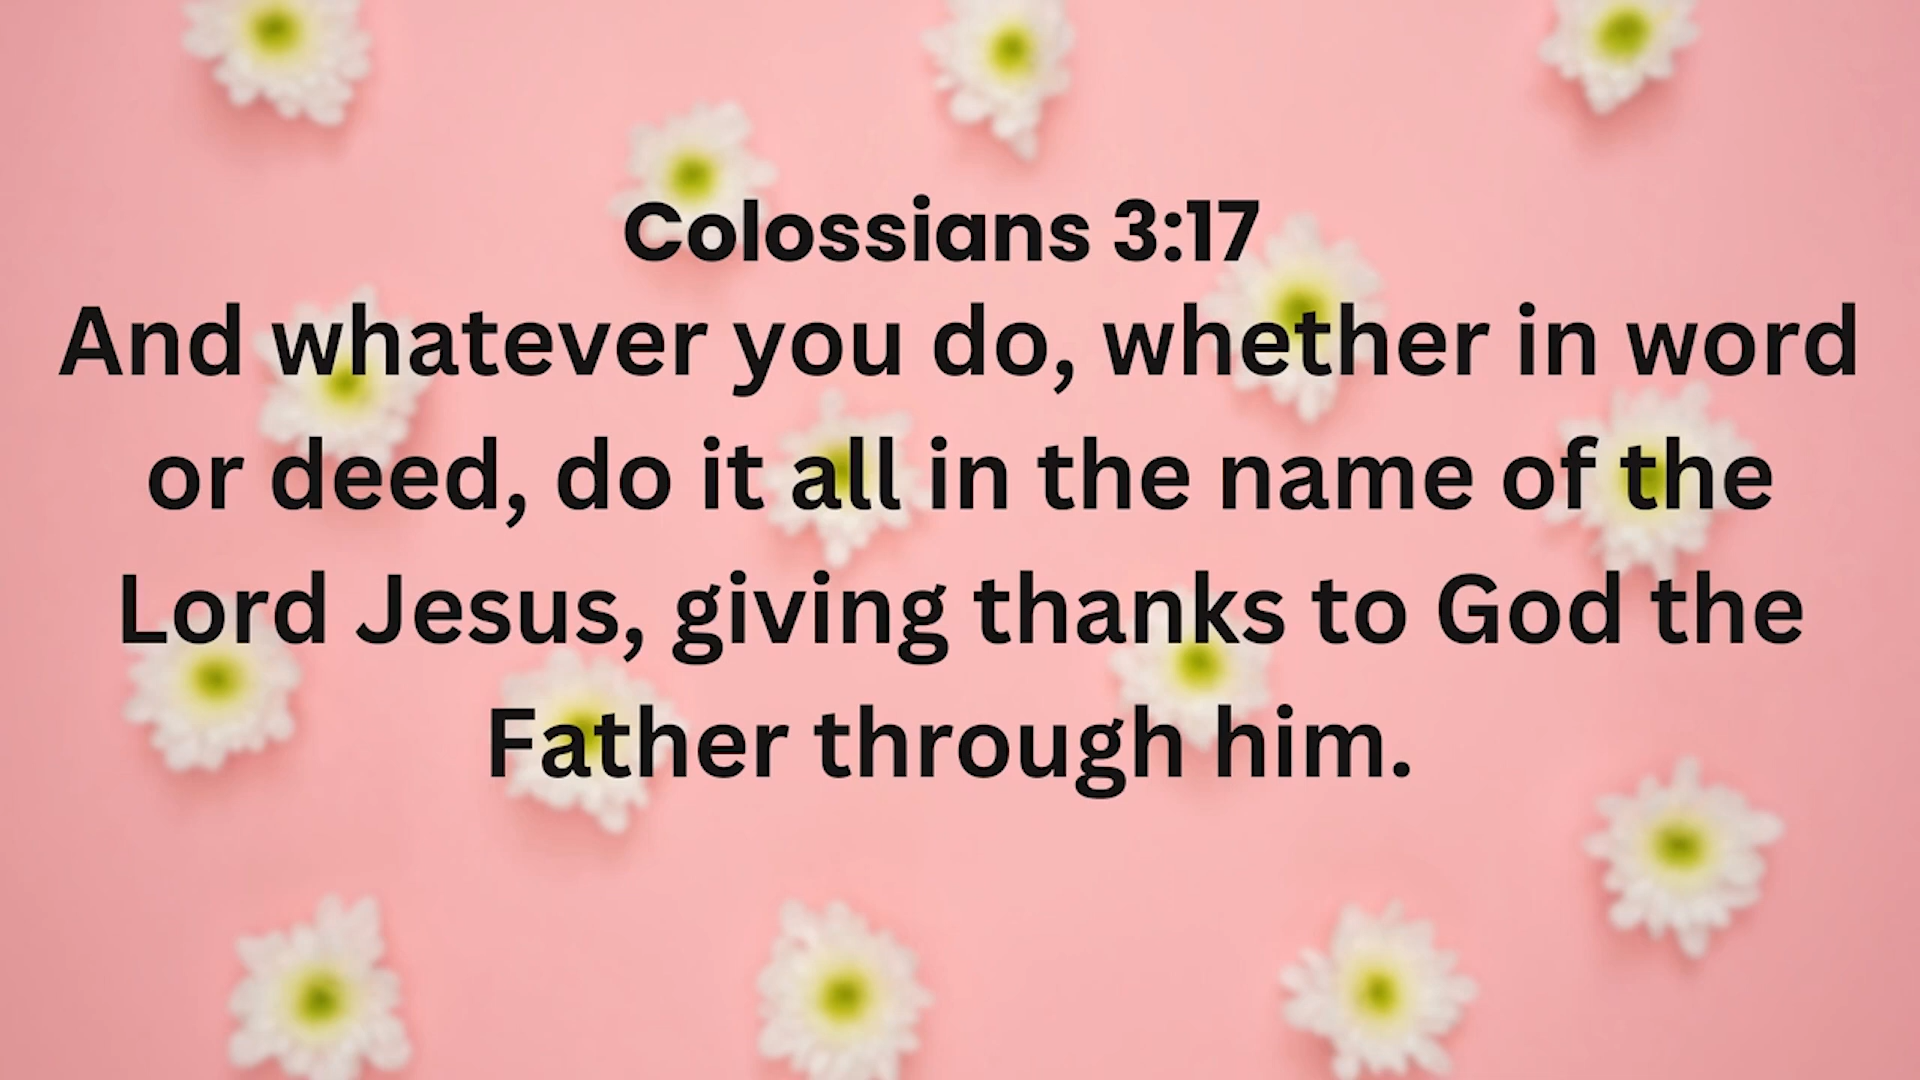 Colossians 3:17
And whatever you do, whether in word
or deed, do it all in the name of the
Lord Jesus, giving thanks to God the
Father through him.